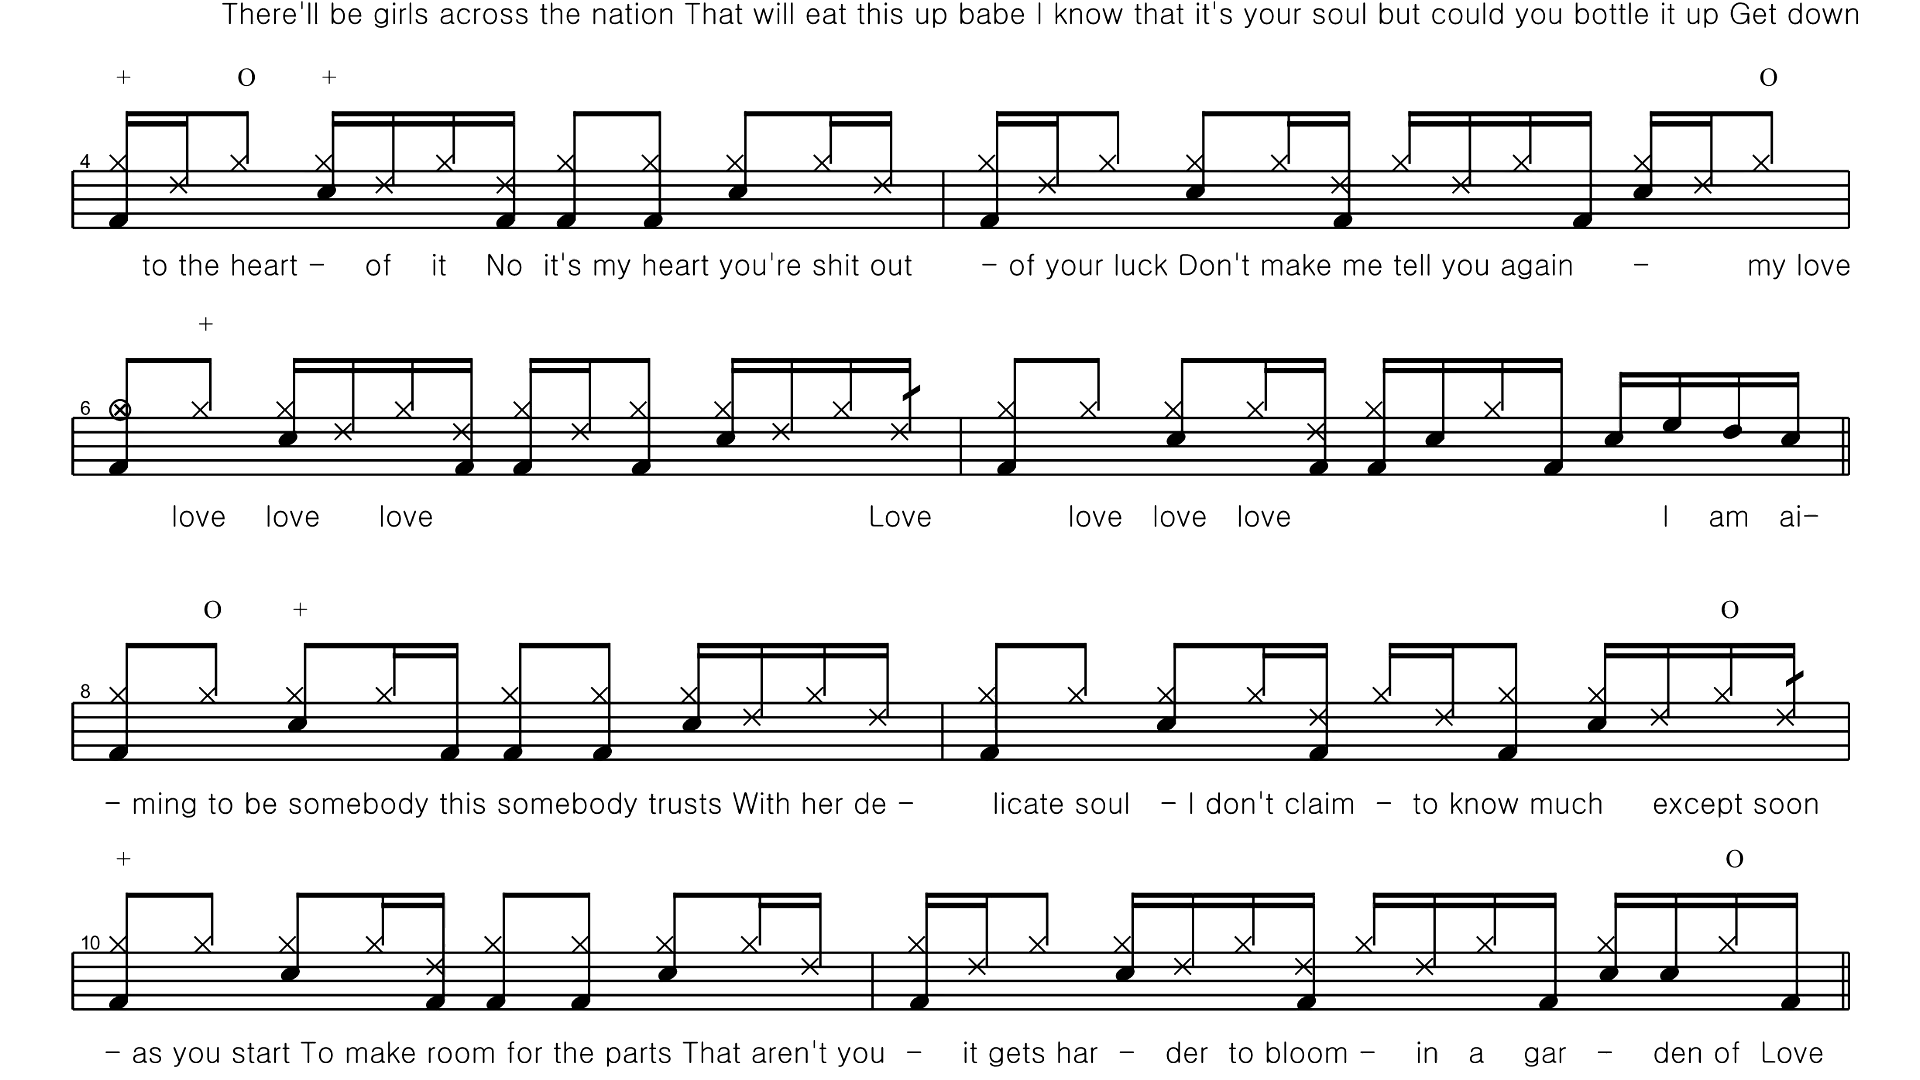 There'll be girls across the nation That will eat this up babe I know that it's your soul but could you bottle it up Get down
+ O + O
4
to the heart – of it No it's my heart you're shit out – of your luck Don't make me tell you again – my love
+
6
love love love Love love love love I am ai–
O + O
8
– ming to be somebody this somebody trusts With her de – licate soul – I don't claim – to know much except soon
+ O
10
– as you start To make room for the parts That aren't you – it gets har – der to bloom – in a gar – den of Love